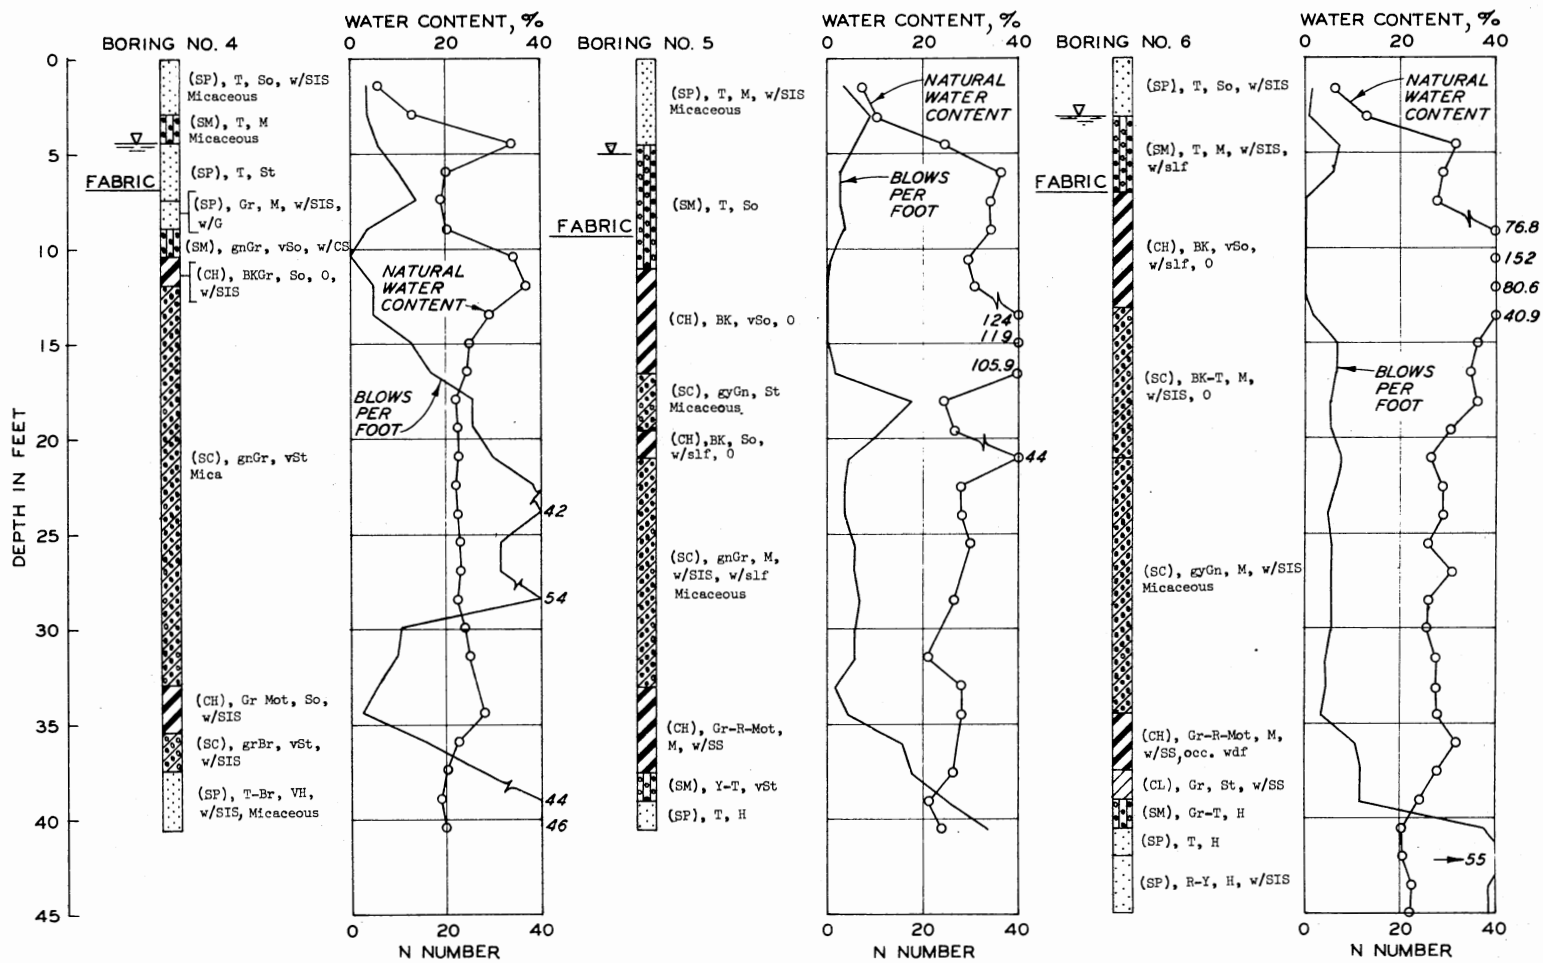 WATER CONTENT, %
0 20 40
BORING NO. 4
DEPTH IN FEET
0
5
10
15
20
25
30
35
40
45
FABRIC
(SP), T, So, w/SIS
Micaceous
(SM), T, M
Micaceous
(SP), T, St
(SP), Gr, M, w/SIS,
w/G
(SM), gnGr, vSo, w/CS
(CH), BKGr, So, O,
w/SIS
(SC), gnGr, vSt
Mica
(CH), Gr Mot, So,
w/SIS
(SC), grBr, vSt,
w/SIS
(SP), T-Br, VH,
w/SIS, Micaceous
NATURAL
WATER
CONTENT
BLOWS
PER
FOOT
42
54
44
46
0 20 40
N NUMBER
WATER CONTENT, %
0 20 40
BORING NO. 5
FABRIC
(SP), T, M, w/SIS
Micaceous
(SM), T, So
(CH), BK, vSo, O
(SC), gyGn, St
Micaceous
(CH), BK, So,
w/slf, O
(SC), gnGr, M,
w/SIS, w/slf
Micaceous
(CH), Gr-R-Mot,
M, w/SS
(SM), Y-T, vSt
(SP), T, H
NATURAL
WATER
CONTENT
BLOWS
PER
FOOT
124
119
105.9
44
0 20 40
N NUMBER
WATER CONTENT, %
0 20 40
BORING NO. 6
FABRIC
(SP), T, So, w/SIS
(SM), T, M, w/SIS,
w/slf
(CH), BK, vSo,
w/slf, O
(SC), BK-T, M,
w/SIS, O
(SC), gyGn, M, w/SIS
Micaceous
(CH), Gr-R-Mot, M,
w/SS, occ. wdf
(CL), Gr, St, w/SS
(SM), Gr-T, H
(SP), T, H
(SP), R-Y, H, w/SIS
NATURAL
WATER
CONTENT
76.8
152
80.6
40.9
BLOWS
PER
FOOT
55
0 20 40
N NUMBER